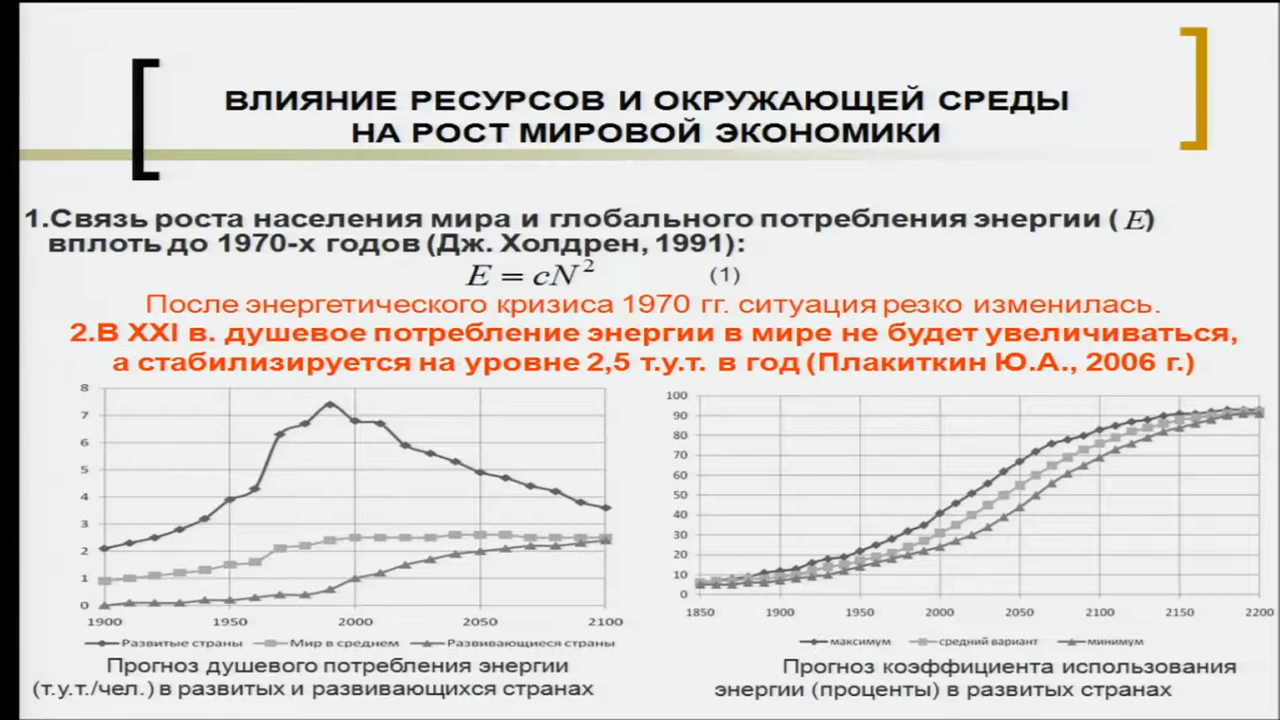 ВЛИЯНИЕ РЕСУРСОВ И ОКРУЖАЮЩЕЙ СРЕДЫ
НА РОСТ МИРОВОЙ ЭКОНОМИКИ
1.Связь роста населения мира и глобального потребления энергии ( E)
вплоть до 1970-х годов (Дж. Холдрен, 1991):
E = cN² (1)
После энергетического кризиса 1970 гг. ситуация резко изменилась.
2.В XXI в. душевое потребление энергии в мире не будет увеличиваться,
а стабилизируется на уровне 2,5 т.у.т. в год (Плакиткин Ю.А., 2006 г.)
8
7
6
5
4
3
2
1
0
1900 1950 2000 2050 2100
Развитые страны Мир в среднем Развивающиеся страны
Прогноз душевого потребления энергии
(т.у.т./чел.) в развитых и развивающихся странах
100
90
80
70
60
50
40
30
20
10
0
1850 1900 1950 2000 2050 2100 2150 2200
максимум средний вариант минимум
Прогноз коэффициента использования
энергии (проценты) в развитых странах